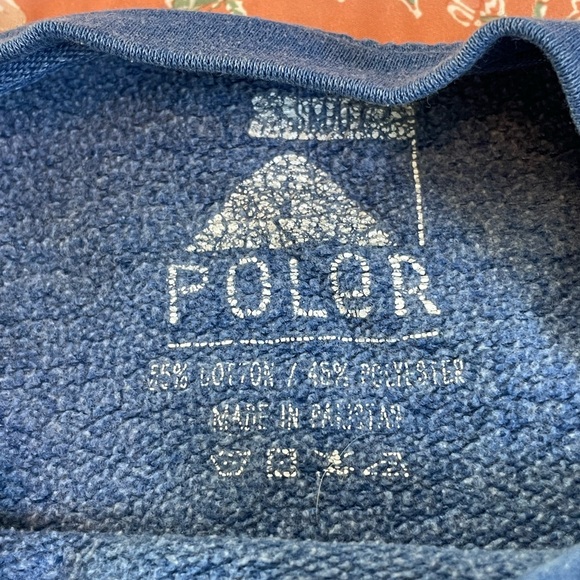 POLeR
55% COTTON / 45% POLYESTER
MADE IN PAKISTAN